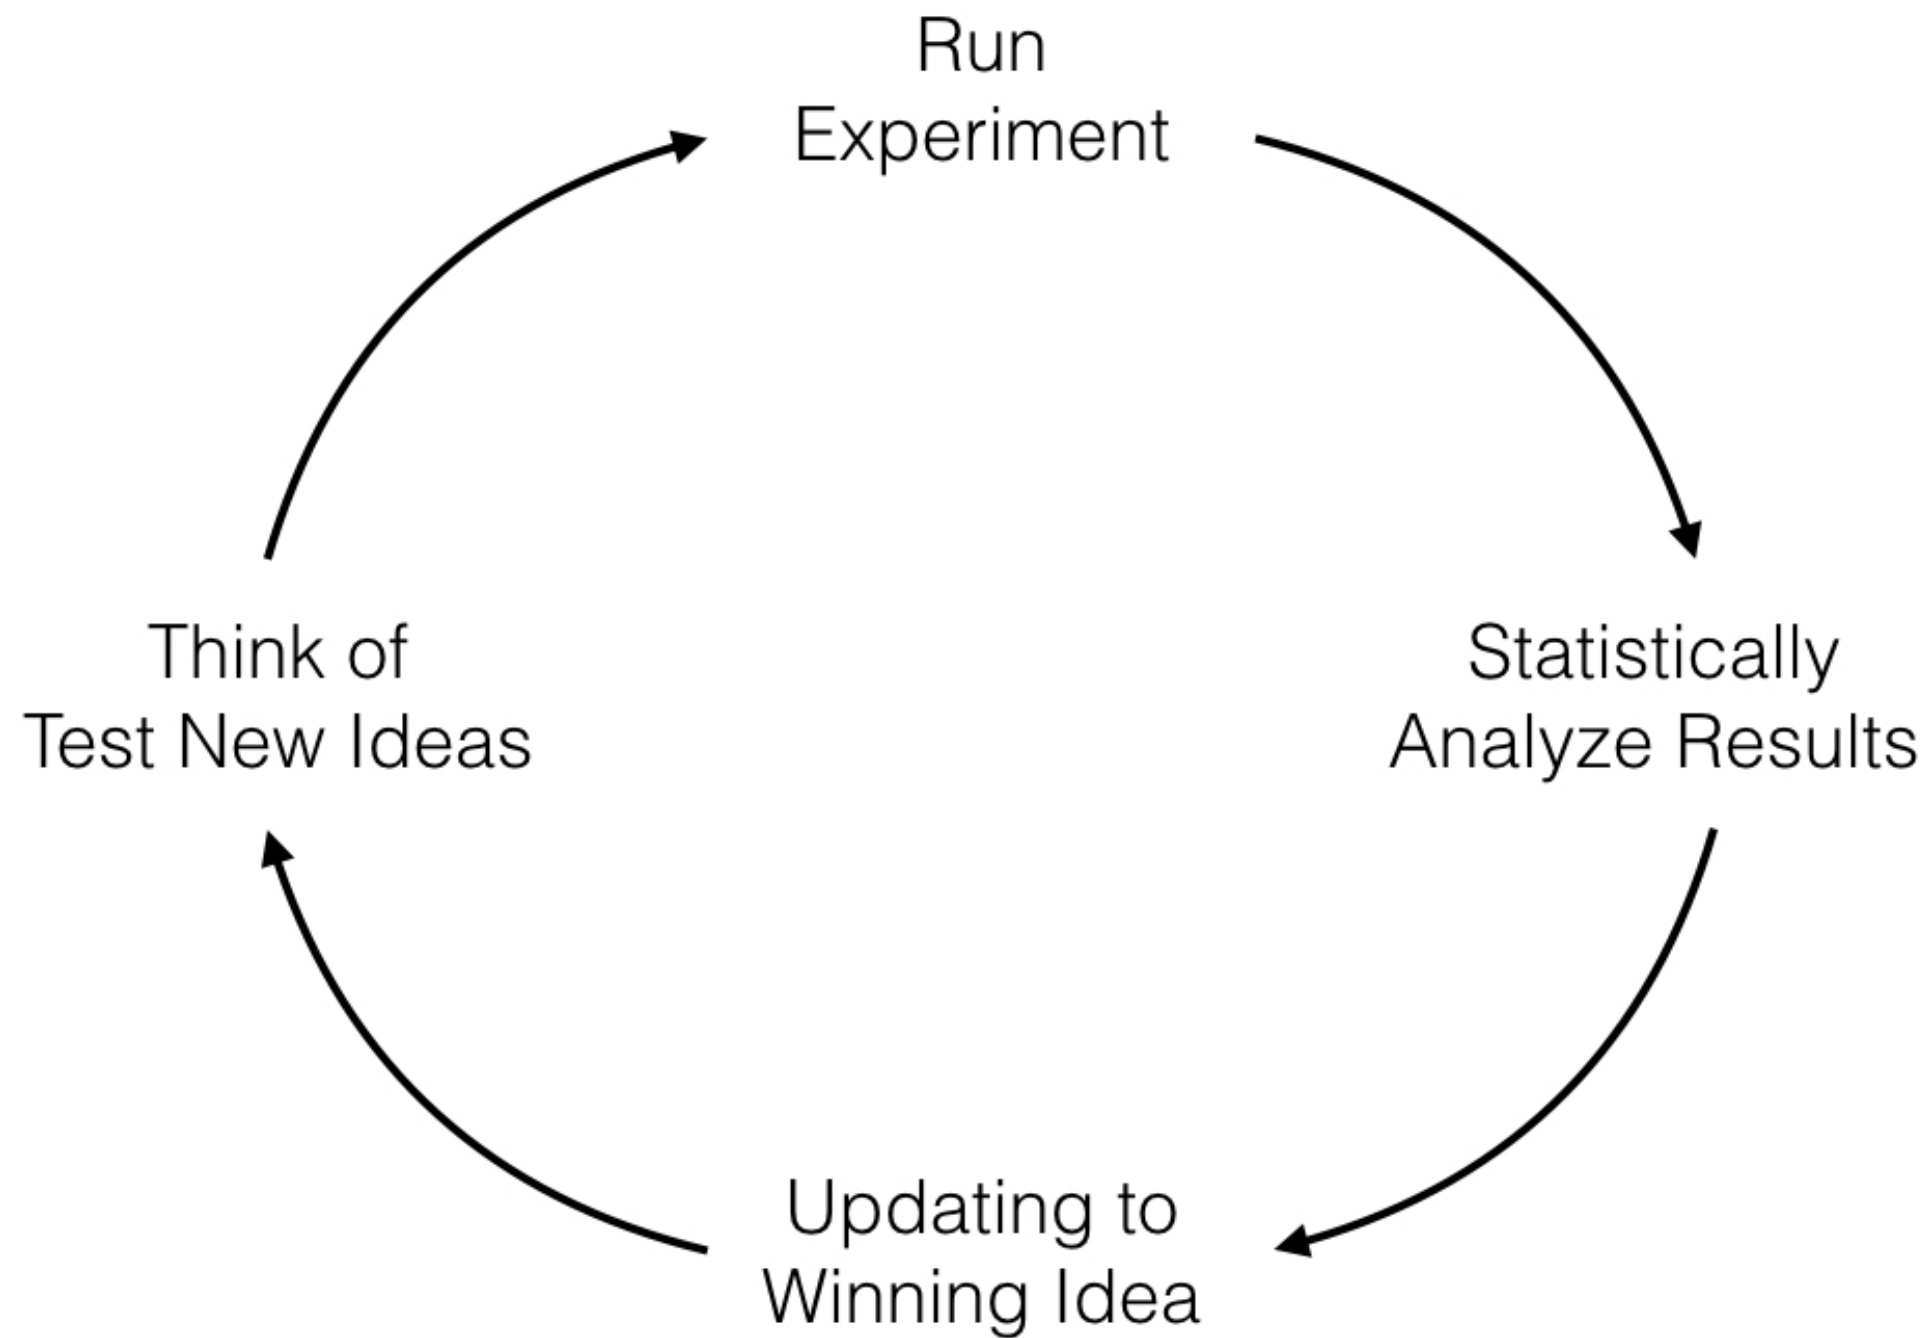 Run
Experiment
Think of
Test New Ideas
Statistically
Analyze Results
Updating to
Winning Idea